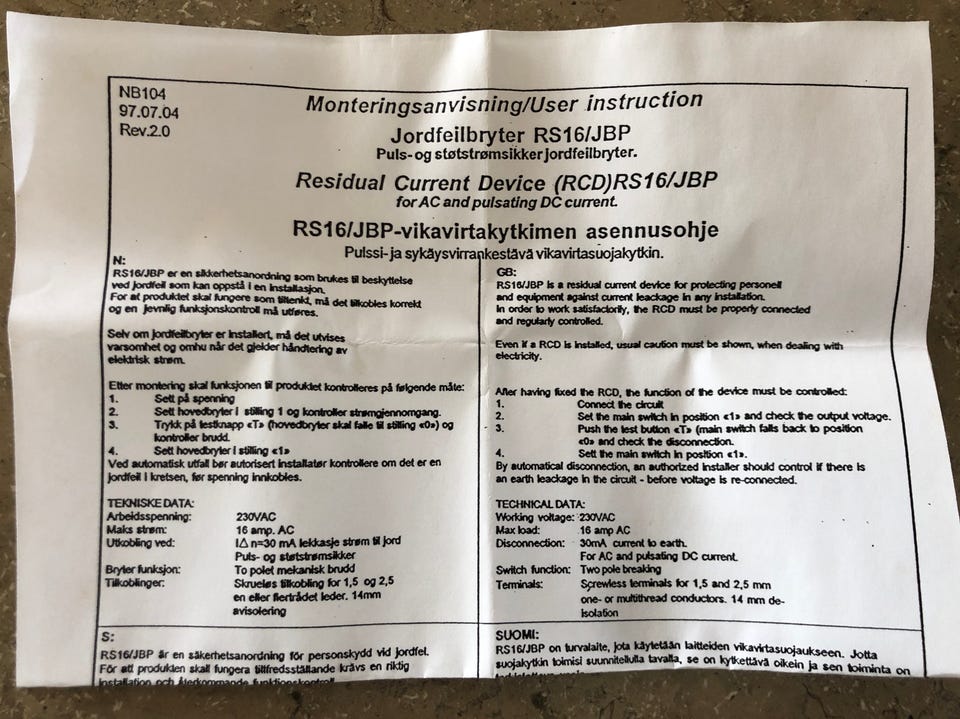 NB104
97.07.04
Rev.2.0
Monteringsanvisning/User instruction
Jordfeilbryter RS16/JBP
Puls-og støtstrømsikker jordfeilbryter.
Residual Current Device (RCD)RS16/JBP
for AC and pulsating DC current.
RS16/JBP-vikavirtakytkimen asennusohje
Pulssi-ja sykäysvirrankestävä vikavirtasuojakytkin.
N:
RS16/JBP er en sikkerhetsanordning som brukes til beskyttelse
ved jordfeil som kan oppstå i en installasjon.
For at produktet skal fungere som tiltenkt, må det tilkobles korrekt
og en jevnlig funksjonskontroll må utføres.
Selv om jordfeilbryter er installert, må det utvises
varsomhet og omhu når det gjelder håndtering av
elektrisk strøm.
Etter montering skal funksjonen til produktet kontrolleres på følgende måte:
1. Sett på spenning
2. Sett hovedbryter i stilling 1 og kontroller strømgjennomgang.
3. Trykk på testknapp «T» (hovedbryter skal falle til stilling «0») og
kontroller brudd.
4. Sett hovedbryter i stilling «1»
Ved automatisk utfall bør autorisert installatør kontrollere om det er en
jordfeil i kretsen, før spenning innkobles.
TEKNISKE DATA:
Arbeidsspenning: 230VAC
Maks strøm: 16 amp. AC
Utkobling ved: I∆ n=30 mA lekkasje strøm til jord
Puls- og støtstrømsikker
Bryter funksjon: To polet mekanisk brudd
Tilkoblinger: Skrueløs tilkobling for 1,5 og 2,5
en eller flertrådet leder. 14mm
avisolering
GB:
RS16/JBP is a residual current device for protecting personell
and equipment against current leackage in any installation.
In order to work satisfactorily, the RCD must be properly connected
and regularly controlled.
Even if a RCD is installed, usual caution must be shown, when dealing with
electricity.
After having fixed the RCD, the function of the device must be controlled:
1. Connect the circuit
2. Set the main switch in position «1» and check the output voltage.
3. Push the test button «T» (main switch falls back to position
«0» and check the disconnection.
4. Sett the main switch in position «1».
By automatical disconnection, an authorized installer should control if there is
an earth leackage in the circuit - before voltage is re-connected.
TECHNICAL DATA:
Working voltage: 230VAC
Max load: 16 amp AC
Disconnection: 30mA current to earth.
For AC and pulsating DC current.
Switch function: Two pole breaking
Terminals: Screwless terminals for 1,5 and 2,5 mm
one- or multithread conductors. 14 mm de-
isolation
S:
RS16/JBP är en säkerhetsanordning för personskydd vid jordfel.
För att produkten skall fungera tillfredsställande krävs en riktig
installation och återkommande funktionskontroll
SUOMI:
RS16/JBP on turvalaite, jota käytetään laitteiden vikavirtasuojaukseen. Jotta
suojakytkin toimisi suunnitellulla tavalla, se on kytkettävä oikein ja sen toiminta on